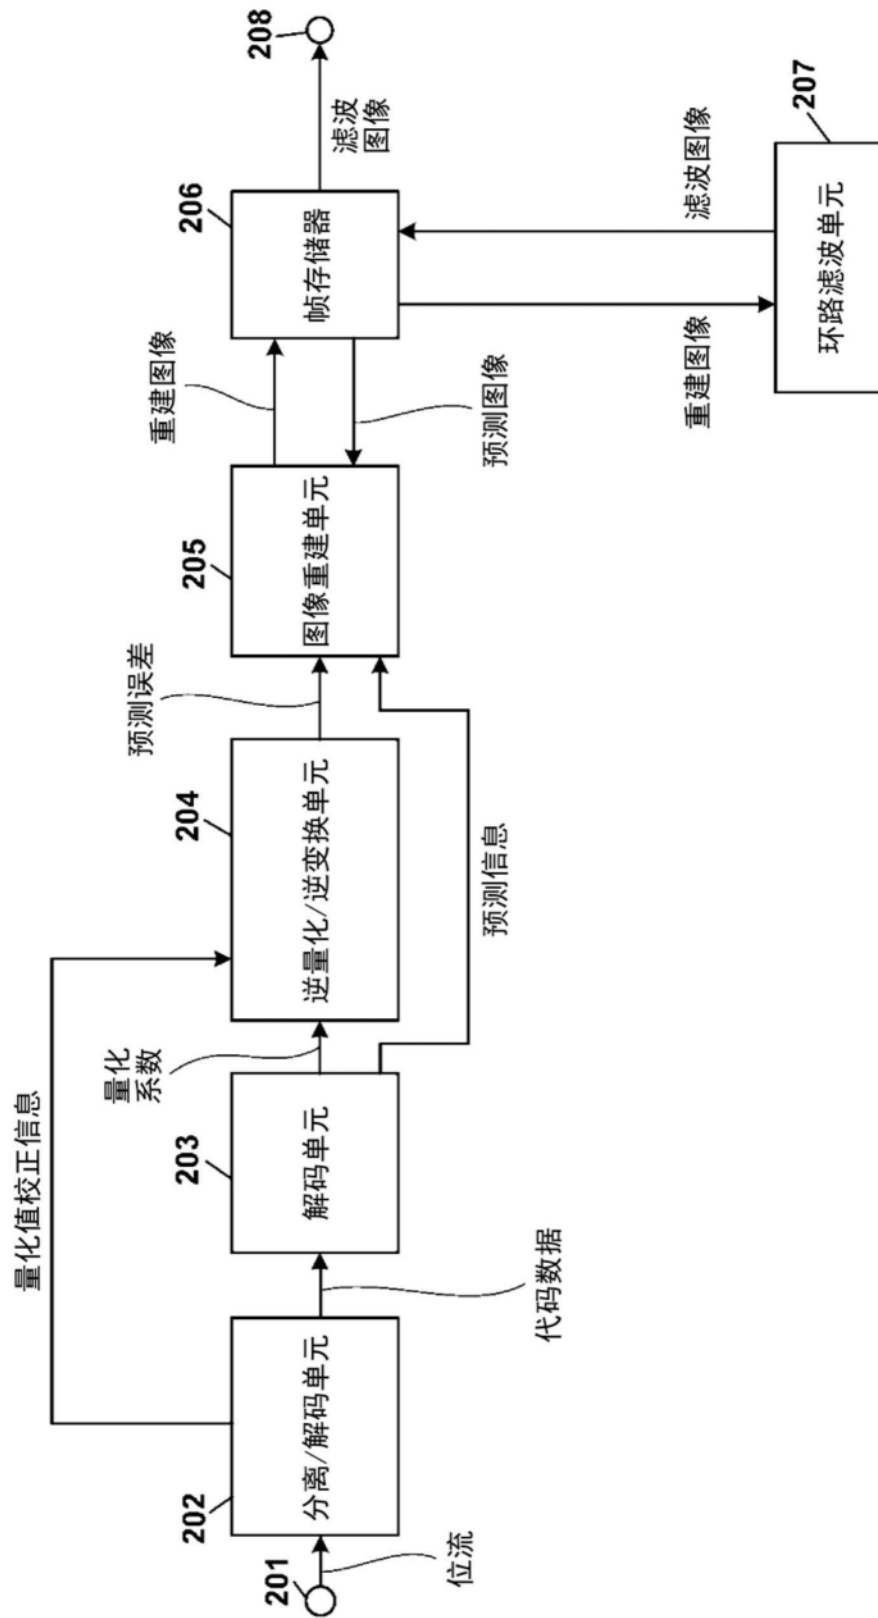 201
位流
202
分离/解码单元
量化值校正信息
代码数据
203
解码单元
量化
系数
预测信息
204
逆量化/逆变换单元
预测误差
205
图像重建单元
重建图像
预测图像
206
帧存储器
滤波
图像
208
重建图像
滤波图像
207
环路滤波单元